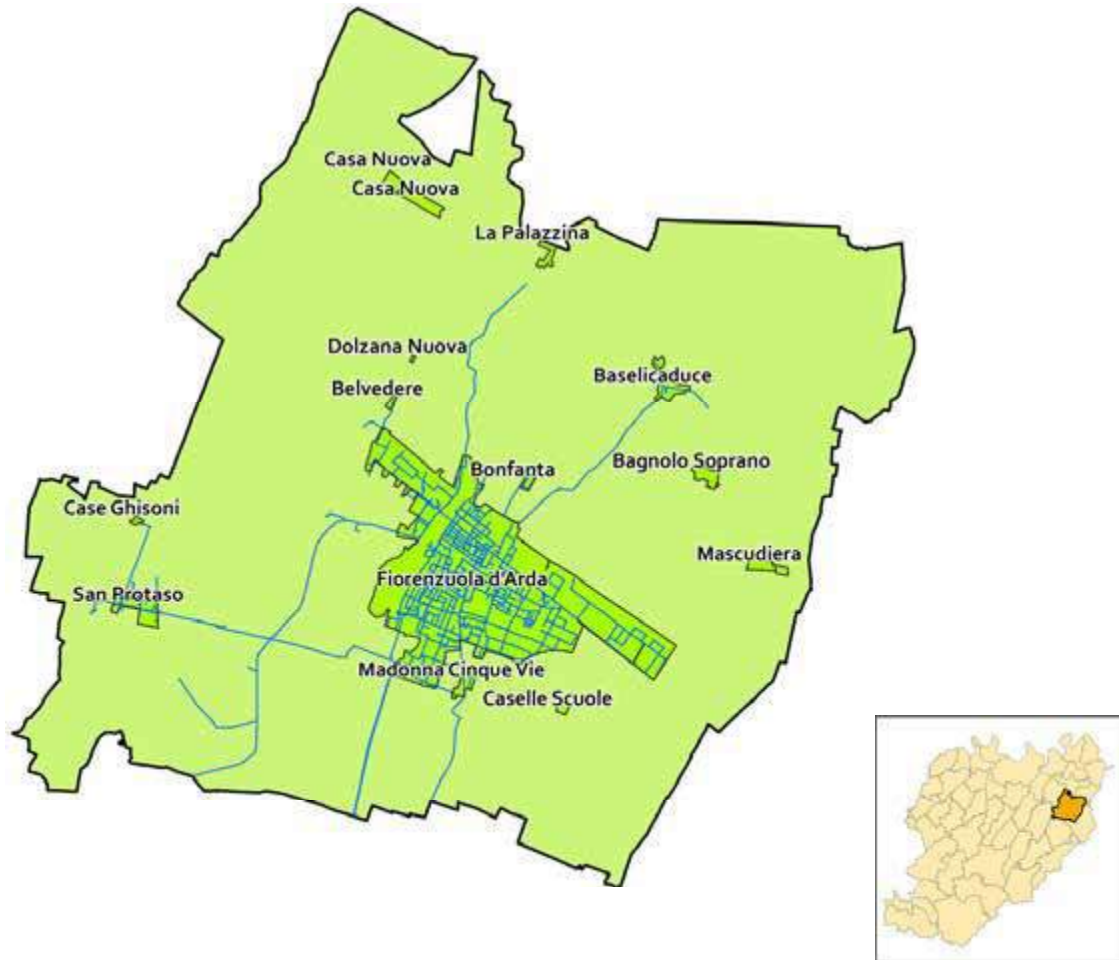 Casa Nuova
Casa Nuova
La Palazzina
Dolzana Nuova
Baselicaduce
Belvedere
Bagnolo Soprano
Bonfanta
Case Ghisoni
Mascudiera
Fiorenzuola d'Arda
San Protaso
Madonna Cinque Vie
Caselle Scuole